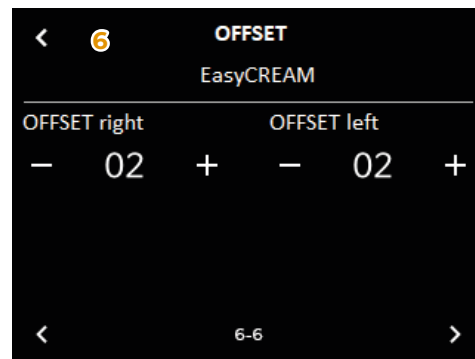 < 6 OFFSET
EasyCREAM
OFFSET right OFFSET left
− 02 + − 02 +
< 6-6 >